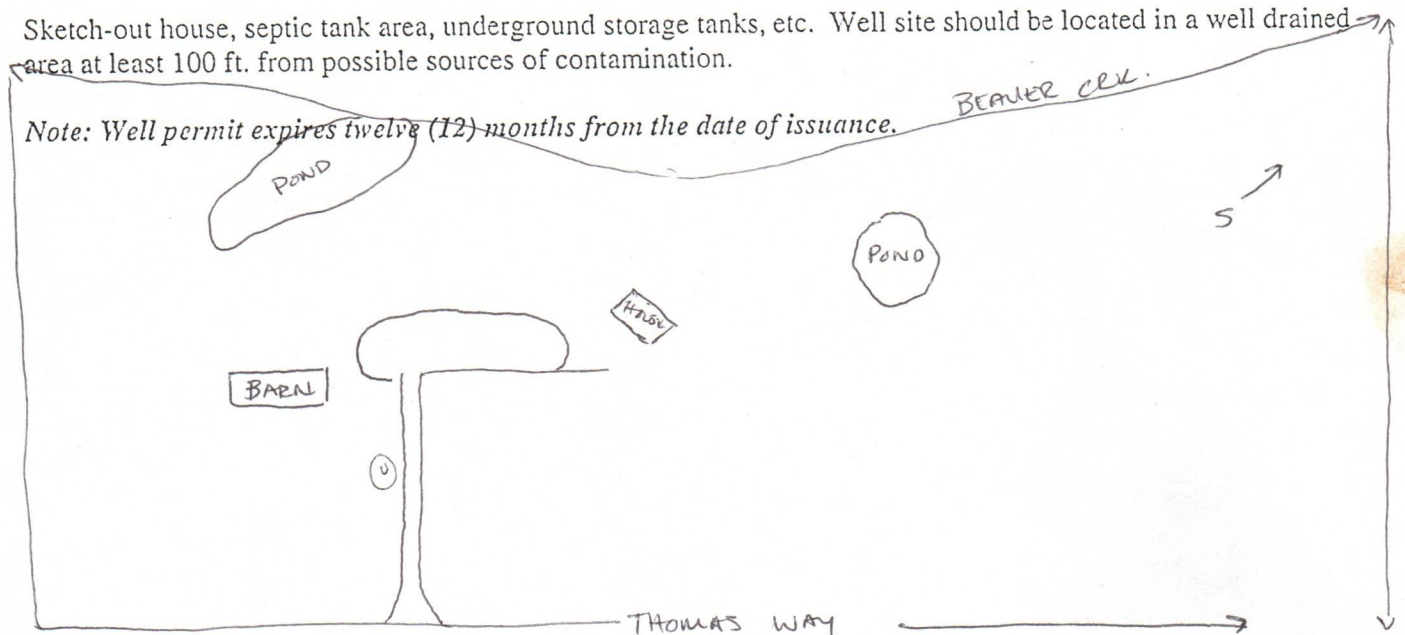 Sketch-out house, septic tank area, underground storage tanks, etc. Well site should be located in a well drained
area at least 100 ft. from possible sources of contamination.
BEAVER CRK.
Note: Well permit expires twelve (12) months from the date of issuance.
POND
S
POND
HOUSE
BARN
U
THOMAS WAY